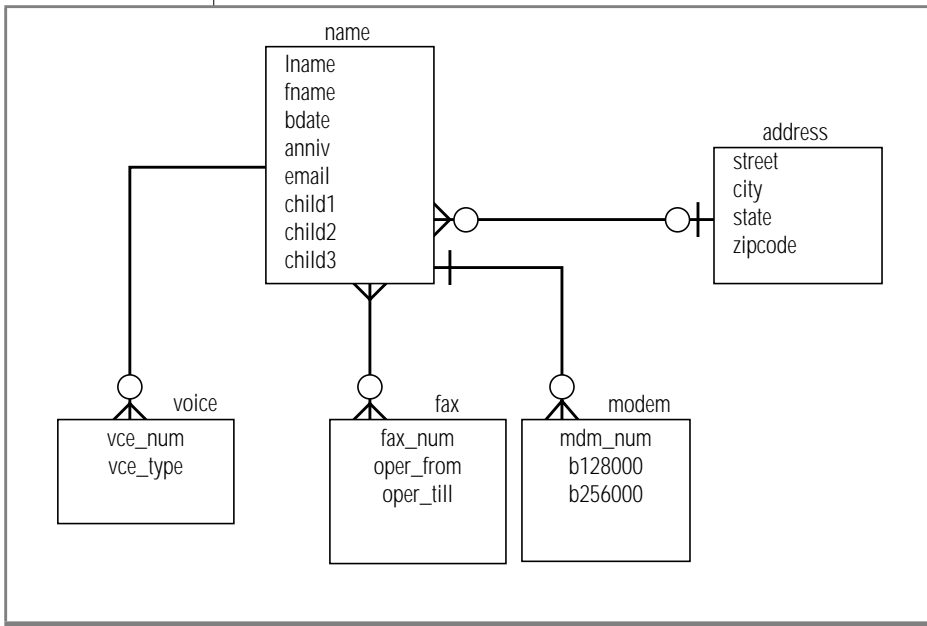 name
lname
fname
bdate
anniv
email
child1
child2
child3
address
street
city
state
zipcode
voice
vce_num
vce_type
fax
fax_num
oper_from
oper_till
modem
mdm_num
b128000
b256000